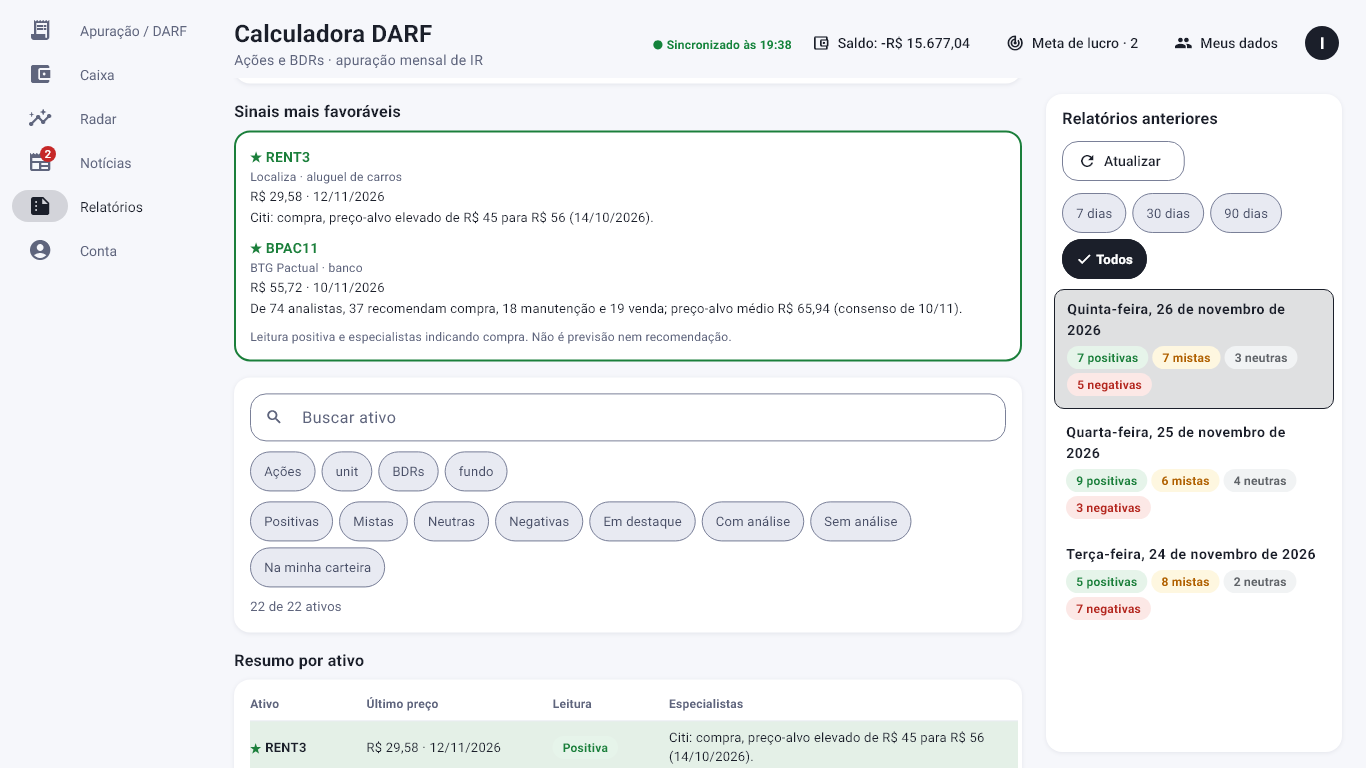 Apuração / DARF
Caixa
Radar
2
Notícias
Relatórios
Conta
Calculadora DARF
Ações e BDRs · apuração mensal de IR
Sincronizado às 19:38
Saldo: -R$ 15.677,04
Meta de lucro · 2
Meus dados
I
Sinais mais favoráveis
★ RENT3
Localiza · aluguel de carros
R$ 29,58 · 12/11/2026
Citi: compra, preço-alvo elevado de R$ 45 para R$ 56 (14/10/2026).
★ BPAC11
BTG Pactual · banco
R$ 55,72 · 10/11/2026
De 74 analistas, 37 recomendam compra, 18 manutenção e 19 venda; preço-alvo médio R$ 65,94 (consenso de 10/11).
Leitura positiva e especialistas indicando compra. Não é previsão nem recomendação.
Buscar ativo
Ações
unit
BDRs
fundo
Positivas
Mistas
Neutras
Negativas
Em destaque
Com análise
Sem análise
Na minha carteira
22 de 22 ativos
Resumo por ativo
Ativo
Último preço
Leitura
Especialistas
★ RENT3
R$ 29,58 · 12/11/2026
Positiva
Citi: compra, preço-alvo elevado de R$ 45 para R$ 56
(14/10/2026).
Relatórios anteriores
Atualizar
7 dias
30 dias
90 dias
Todos
Quinta-feira, 26 de novembro de
2026
7 positivas
7 mistas
3 neutras
5 negativas
Quarta-feira, 25 de novembro de
2026
9 positivas
6 mistas
4 neutras
3 negativas
Terça-feira, 24 de novembro de 2026
5 positivas
8 mistas
2 neutras
7 negativas